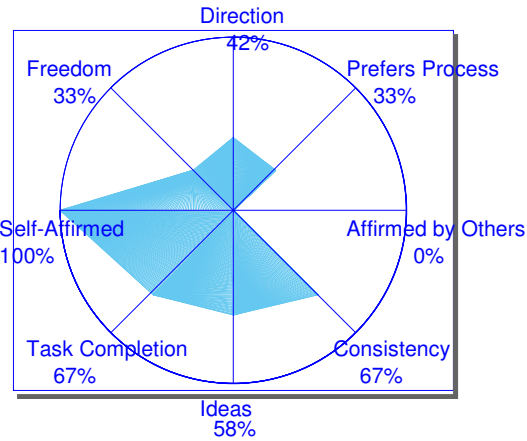 Direction
42%
Freedom
33%
Prefers Process
33%
Self-Affirmed
100%
Affirmed by Others
0%
Task Completion
67%
Consistency
67%
Ideas
58%